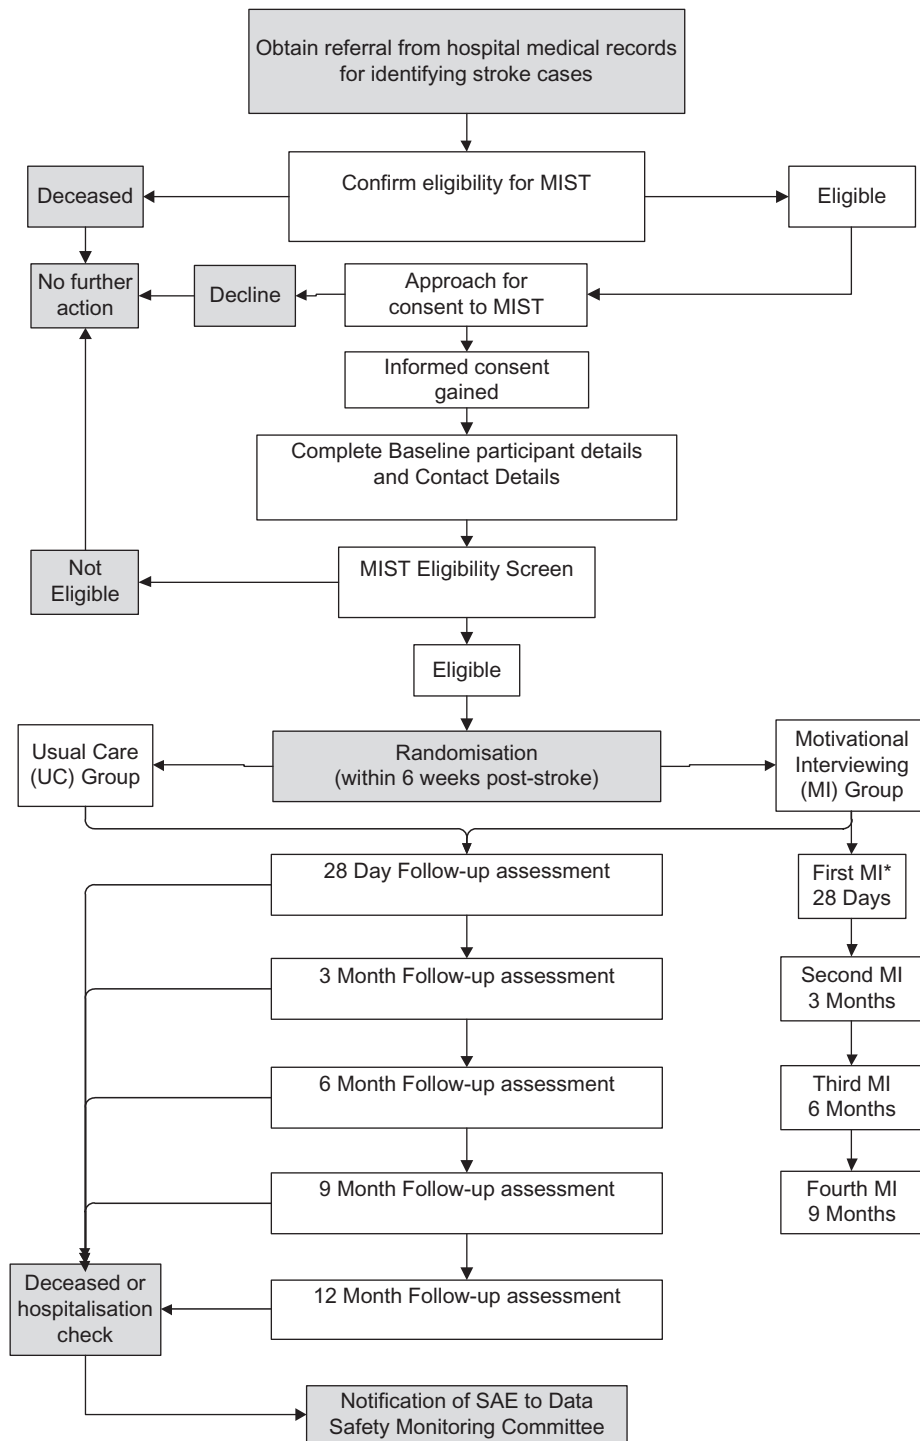 Obtain referral from hospital medical records
for identifying stroke cases
Deceased
Confirm eligibility for MIST
Eligible
No further
action
Decline
Approach for
consent to MIST
Informed consent
gained
Complete Baseline participant details
and Contact Details
Not
Eligible
MIST Eligibility Screen
Eligible
Usual Care
(UC) Group
Randomisation
(within 6 weeks post-stroke)
Motivational
Interviewing
(MI) Group
28 Day Follow-up assessment
First MI*
28 Days
3 Month Follow-up assessment
Second MI
3 Months
6 Month Follow-up assessment
Third MI
6 Months
9 Month Follow-up assessment
Fourth MI
9 Months
Deceased or
hospitalisation
check
12 Month Follow-up assessment
Notification of SAE to Data
Safety Monitoring Committee